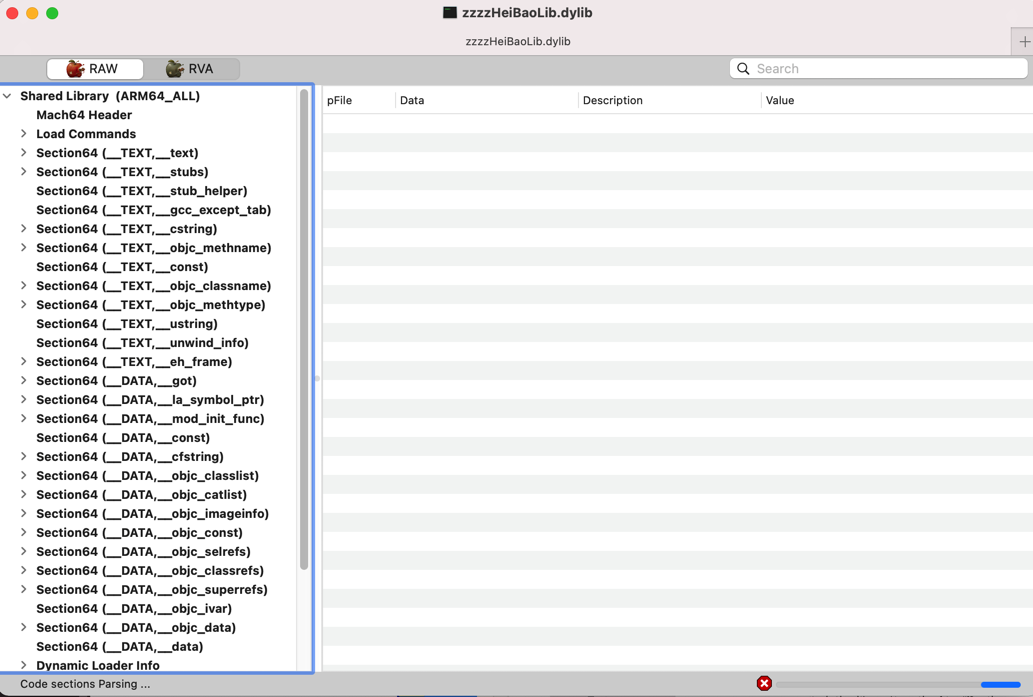 zzzzHeiBaoLib.dylib
zzzzHeiBaoLib.dylib
RAW RVA Search
Shared Library (ARM64_ALL)
pFile Data Description Value
Mach64 Header
Load Commands
Section64 (__TEXT,__text)
Section64 (__TEXT,__stubs)
Section64 (__TEXT,__stub_helper)
Section64 (__TEXT,__gcc_except_tab)
Section64 (__TEXT,__cstring)
Section64 (__TEXT,__objc_methname)
Section64 (__TEXT,__const)
Section64 (__TEXT,__objc_classname)
Section64 (__TEXT,__objc_methtype)
Section64 (__TEXT,__ustring)
Section64 (__TEXT,__unwind_info)
Section64 (__TEXT,__eh_frame)
Section64 (__DATA,__got)
Section64 (__DATA,__la_symbol_ptr)
Section64 (__DATA,__mod_init_func)
Section64 (__DATA,__const)
Section64 (__DATA,__cfstring)
Section64 (__DATA,__objc_classlist)
Section64 (__DATA,__objc_catlist)
Section64 (__DATA,__objc_imageinfo)
Section64 (__DATA,__objc_const)
Section64 (__DATA,__objc_selrefs)
Section64 (__DATA,__objc_classrefs)
Section64 (__DATA,__objc_superrefs)
Section64 (__DATA,__objc_ivar)
Section64 (__DATA,__objc_data)
Section64 (__DATA,__data)
Dynamic Loader Info
Code sections Parsing ...